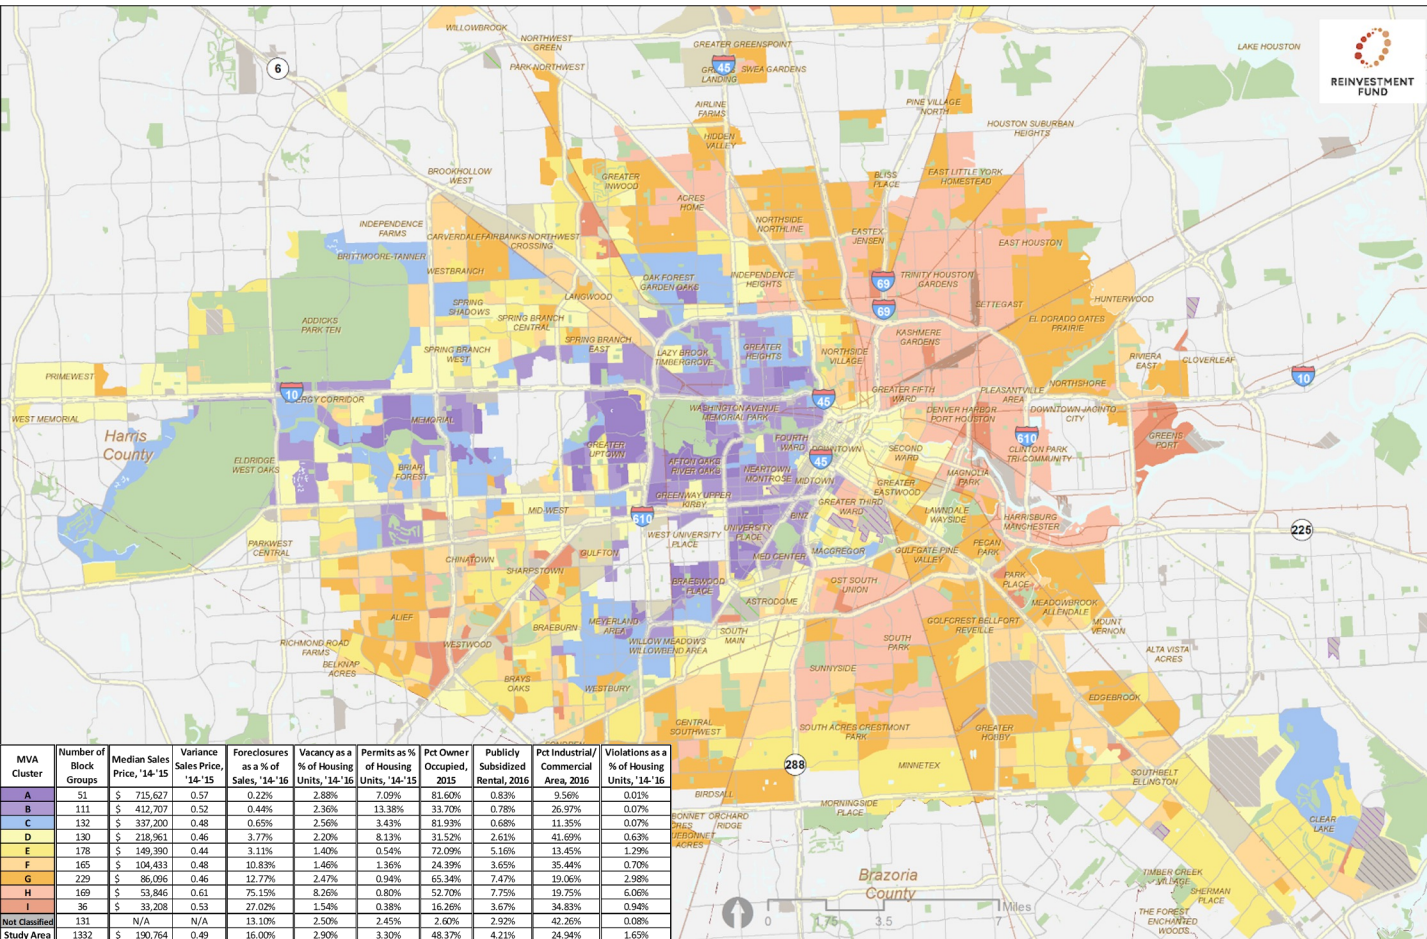 WILLOWBROOK
NORTHWEST
GREEN
PARK NORTHWEST
GREATER GREENSPOINT
45
LANDING
SWEA GARDENS
LAKE HOUSTON
REINVESTMENT
FUND
6
AIRLINE
FARMS
PINE VILLAGE
NORTH
HOUSTON SUBURBAN
HEIGHTS
HIDDEN
VALLEY
BROOKHOLLOW
WEST
GREATER
INWOOD
ACRES
HOME
BLISS
PLACE
EAST LITTLE YORK
HOMESTEAD
INDEPENDENCE
FARMS
CARVERDALE
FAIRBANKS NORTHWEST
CROSSING
NORTHSIDE
NORTHLINE
EASTEX
JENSEN
EAST HOUSTON
BRITTMOORE-TANNER
WESTBRANCH
OAK FOREST
GARDEN OAKS
INDEPENDENCE
HEIGHTS
69
TRINITY HOUSTON
GARDENS
LANGWOOD
SPRING
SHADOWS
SETTEGAST
HUNTERWOOD
69
ADDICKS
PARK TEN
SPRING BRANCH
CENTRAL
EL DORADO OATES
PRAIRIE
KASHMERE
GARDENS
SPRING BRANCH
EAST
SPRING BRANCH
WEST
LAZY BROOK
TIMBERGROVE
GREATER
HEIGHTS
NORTHSIDE
VILLAGE
RIVIERA
EAST
CLOVERLEAF
PRIMEWEST
10
NORTHSHORE
10
ERGY CORRIDOR
GREATER FIFTH
WARD
PLEASANTVILLE
AREA
45
WEST MEMORIAL
MEMORIAL
WASHINGTON AVENUE
MEMORIAL PARK
DENVER HARBOR
PORT HOUSTON
DOWNTOWN JACINTO
CITY
Harris
County
FOURTH
WARD
DOWNTOWN
45
SECOND
WARD
610
GREENS
PORT
GREATER
UPTOWN
CLINTON PARK
TRI-COMMUNITY
ELDRIDGE
WEST OAKS
BRIAR
FOREST
AFTON OAKS
RIVER OAKS
NEARTOWN
MONTROSE
MIDTOWN
MAGNOLIA
PARK
GREATER
EASTWOOD
GREENWAY UPPER
KIRBY
GREATER THIRD
WARD
MID-WEST
610
BINZ
LAWNDALE
WAYSIDE
HARRISBURG
MANCHESTER
225
WEST UNIVERSITY
PLACE
UNIVERSITY
PLACE
PARKWEST
CENTRAL
CHINATOWN
GULFTON
MED CENTER
MACGREGOR
GULFGATE PINE
VALLEY
PECAN
PARK
SHARPSTOWN
BRAESWOOD
PLACE
OST SOUTH
UNION
PARK
PLACE
ASTRODOME
MEADOWBROOK
ALLENDALE
ALIEF
BRAEBURN
MEYERLAND
AREA
GOLFCREST BELLFORT
REVEILLE
MOUNT
VERNON
RICHMOND ROAD
FARMS
WESTWOOD
WILLOW MEADOWS
WILLOWBEND AREA
SOUTH
MAIN
SOUTH
PARK
ALTA VISTA
ACRES
BELKNAP
ACRES
SUNNYSIDE
BRAYS
OAKS
WESTBURY
EDGEBROOK
CENTRAL
SOUTHWEST
SOUTH ACRES CRESTMONT
PARK
GREATER
HOBBY
288
MINNETEX
SOUTHBELT
ELLINGTON
BIRDSALL
MORNINGSIDE
PLACE
CLEAR
LAKE
BONNET
ORCHARD
RIDGE
ACRES
Brazoria
County
TIMBER CREEK
VILLAGE
SHERMAN
PLACE
THE FOREST
ENCHANTED
WOODS
Miles
0 1.75 3.5 7
MVA Cluster | Number of Block Groups | Median Sales Price, '14-'15 | Variance Sales Price, '14-'15 | Foreclosures as a % of Sales, '14-'16 | Vacancy as a % of Housing Units, '14-'16 | Permits as % of Housing Units, '14-'15 | Pct Owner Occupied, 2015 | Publicly Subsidized Rental, 2016 | Pct Industrial/ Commercial Area, 2016 | Violations as a % of Housing Units, '14-'16
A 51 $ 715,627 0.57 0.22% 2.88% 7.09% 81.60% 0.83% 9.56% 0.01%
B 111 $ 412,707 0.52 0.44% 2.36% 13.38% 33.70% 0.78% 26.97% 0.07%
C 132 $ 337,200 0.48 0.65% 2.56% 3.43% 81.93% 0.68% 11.35% 0.07%
D 130 $ 218,961 0.46 3.77% 2.20% 8.13% 31.52% 2.61% 41.69% 0.63%
E 178 $ 149,390 0.44 3.11% 1.40% 0.54% 72.09% 5.16% 13.45% 1.29%
F 165 $ 104,433 0.48 10.83% 1.46% 1.36% 24.39% 3.65% 35.44% 0.70%
G 229 $ 86,096 0.46 12.77% 2.47% 0.94% 65.34% 7.47% 19.06% 2.98%
H 169 $ 53,846 0.61 75.15% 8.26% 0.80% 52.70% 7.75% 19.75% 6.06%
I 36 $ 33,208 0.53 27.02% 1.54% 0.38% 16.26% 3.67% 34.83% 0.94%
Not Classified 131 N/A N/A 13.10% 2.50% 2.45% 2.60% 2.92% 42.26% 0.08%
Study Area 1332 $ 190,764 0.49 16.00% 2.90% 3.30% 48.37% 4.21% 24.94% 1.65%